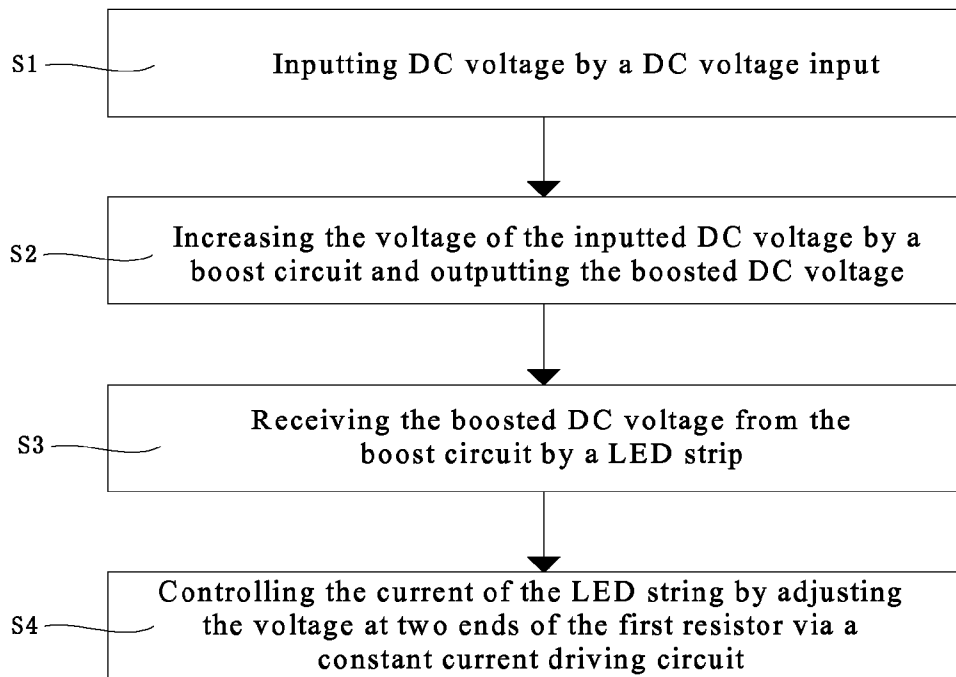 S1
Inputting DC voltage by a DC voltage input
S2
Increasing the voltage of the inputted DC voltage by a
boost circuit and outputting the boosted DC voltage
S3
Receiving the boosted DC voltage from the
boost circuit by a LED strip
S4
Controlling the current of the LED string by adjusting
the voltage at two ends of the first resistor via a
constant current driving circuit